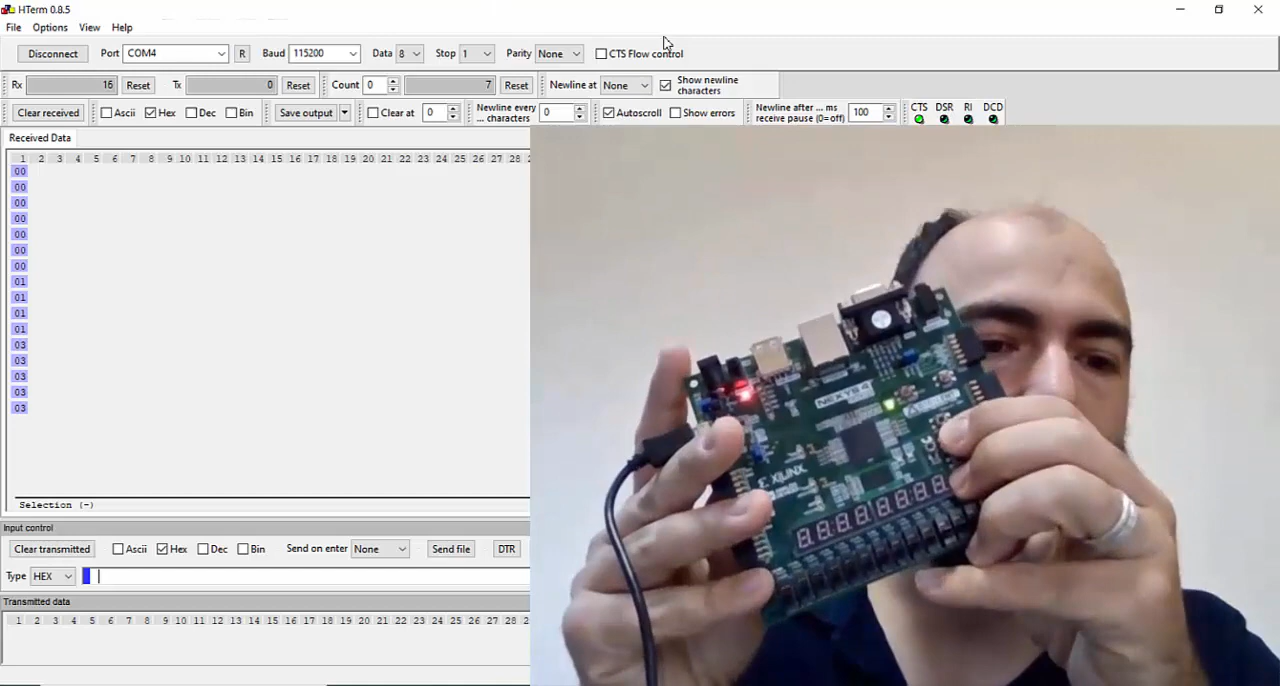 HTerm 0.8.5
File Options View Help
Disconnect Port COM4 R Baud 115200 Data 8 Stop 1 Parity None CTS Flow control
Rx 16 Reset Tx 0 Reset Count 0 7 Reset Newline at None Show newline characters
Clear received Ascii Hex Dec Bin Save output Clear at 0 Newline every ... characters 0 Autoscroll Show errors Newline after ... ms receive pause (0=off) 100 CTS DSR RI DCD
Received Data
1 2 3 4 5 6 7 8 9 10 11 12 13 14 15 16 17 18 19 20 21 22 23 24 25 26 27 28
00
00
00
00
00
00
00
01
01
01
01
03
03
03
03
03
NEXYS 4
XILINX
Selection (-)
Input control
Clear transmitted Ascii Hex Dec Bin Send on enter None Send file DTR
Type HEX
Transmitted data
1 2 3 4 5 6 7 8 9 10 11 12 13 14 15 16 17 18 19 20 21 22 23 24 25 26 27 28